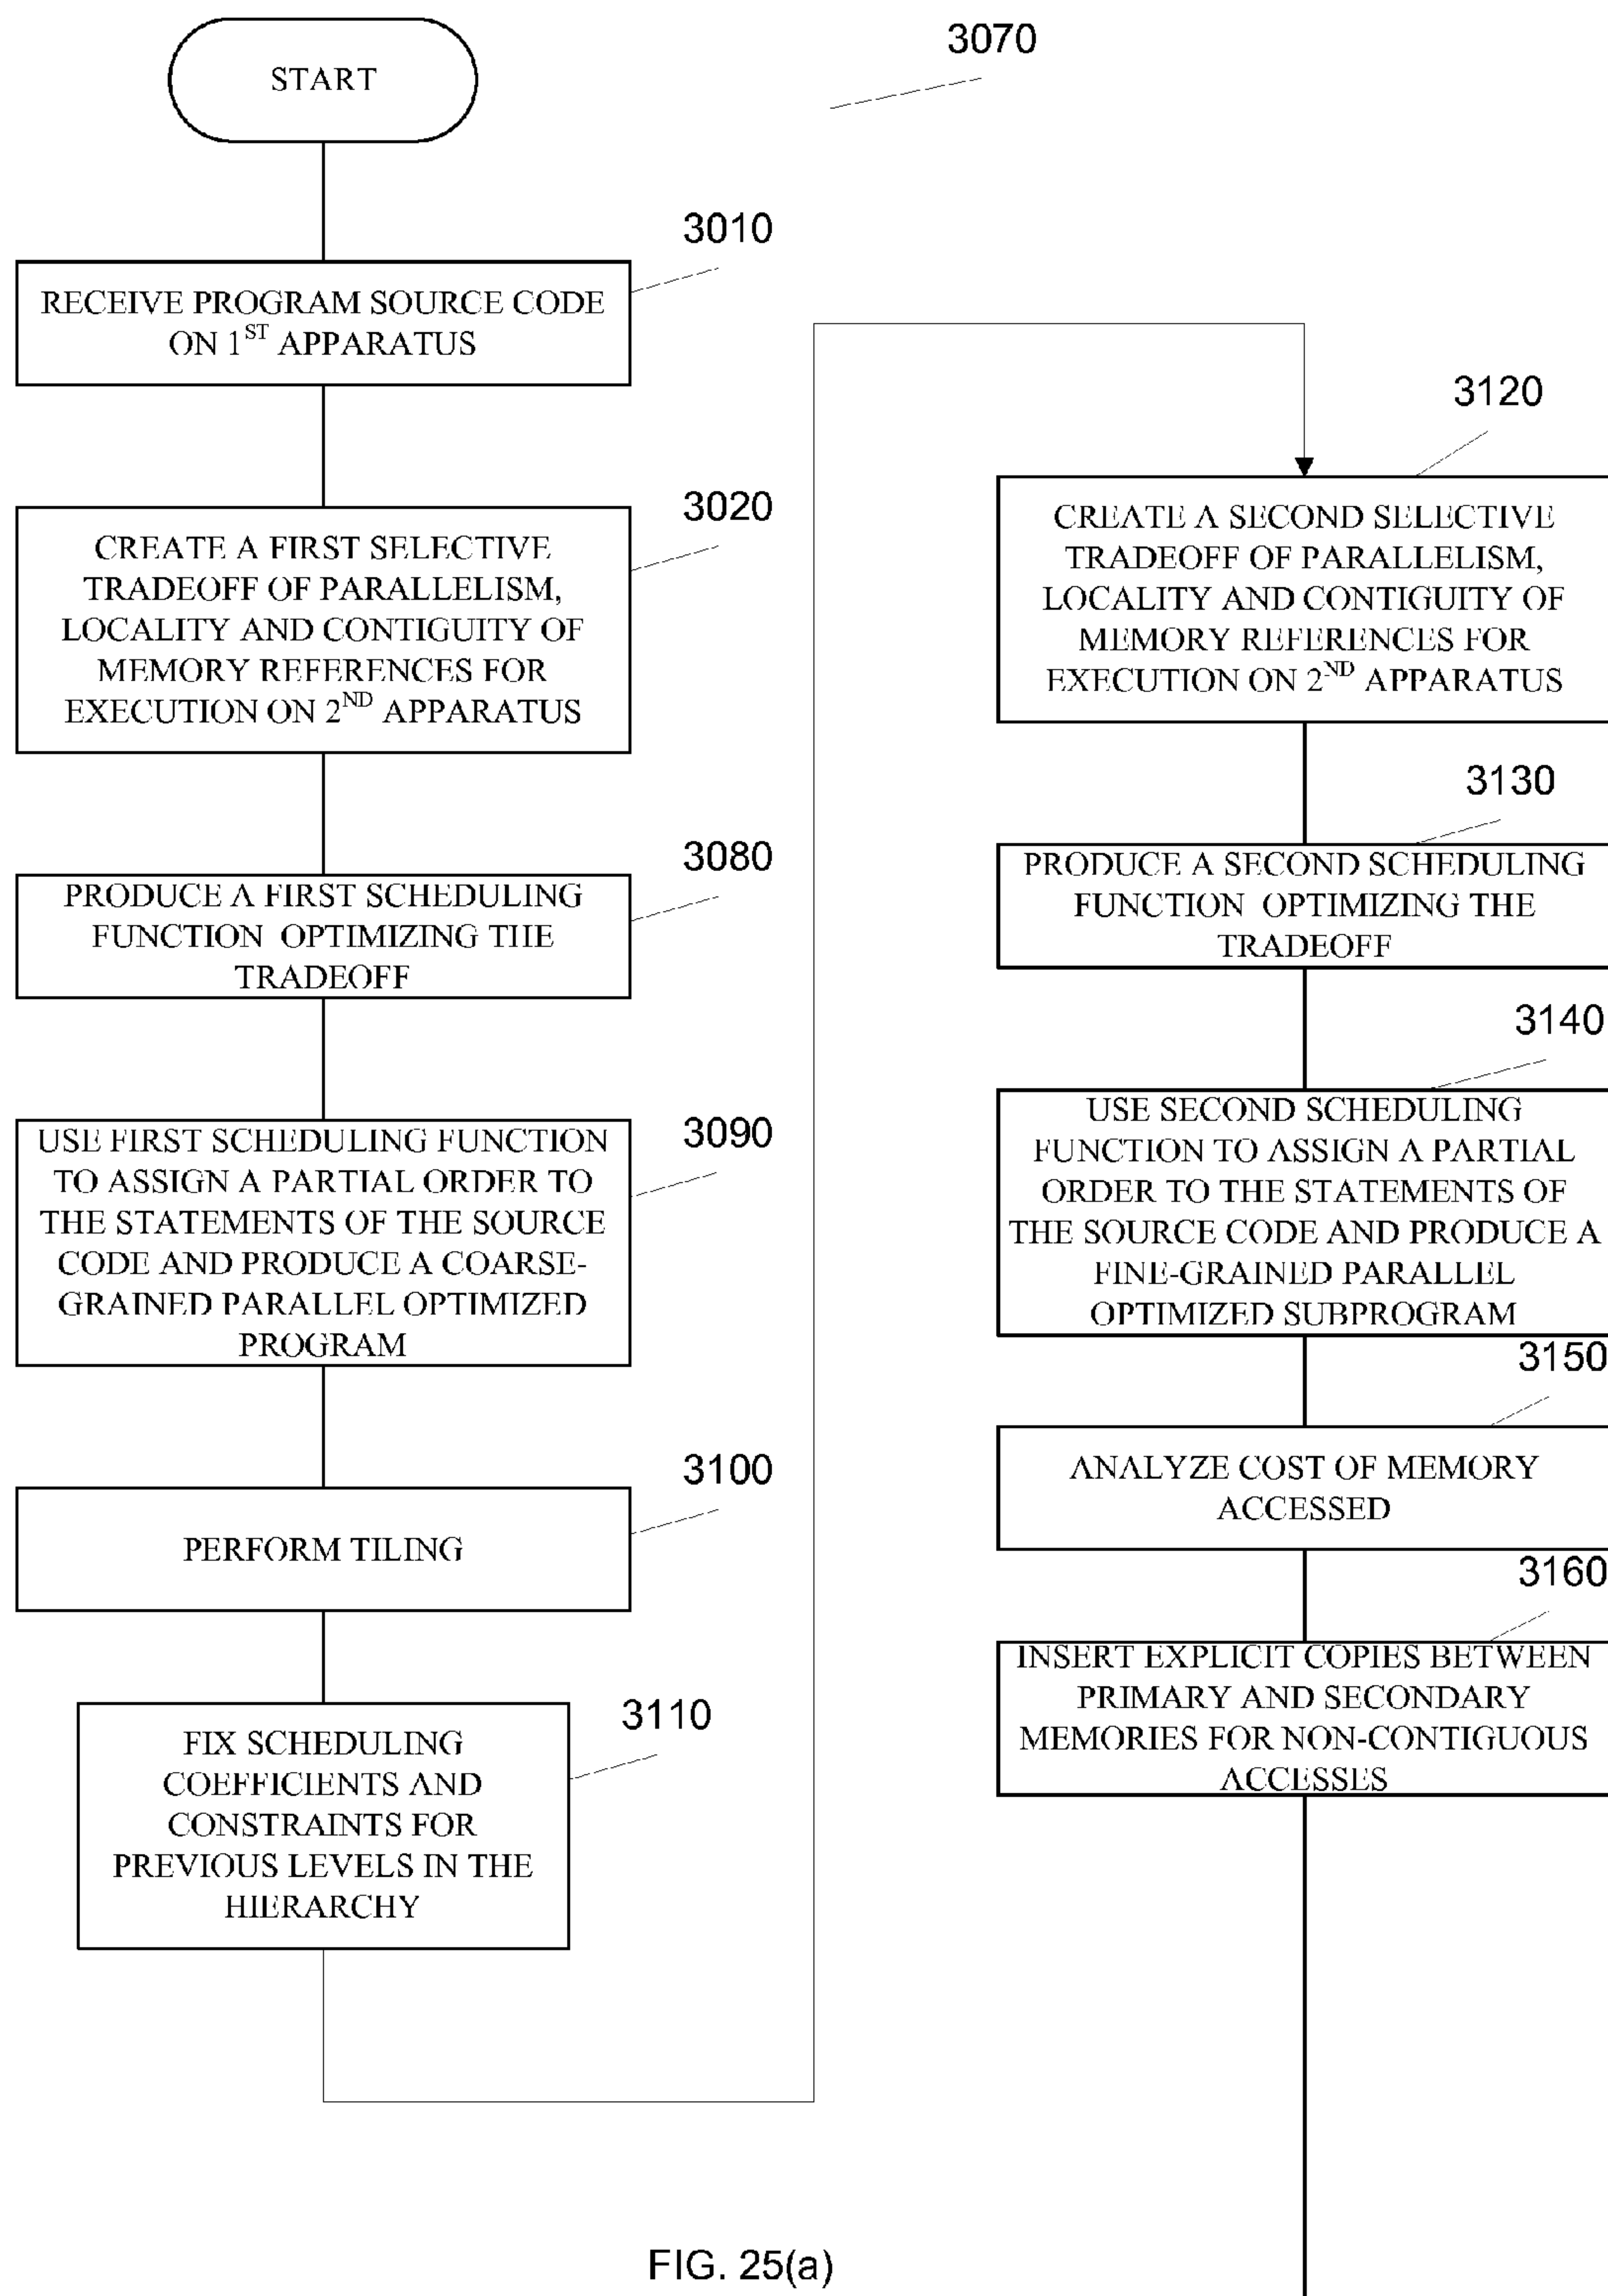 START
3070
3010
RECEIVE PROGRAM SOURCE CODE
ON 1ST APPARATUS
3020
CREATE A FIRST SELECTIVE
TRADEOFF OF PARALLELISM,
LOCALITY AND CONTIGUITY OF
MEMORY REFERENCES FOR
EXECUTION ON 2ND APPARATUS
3080
PRODUCE A FIRST SCHEDULING
FUNCTION OPTIMIZING THE
TRADEOFF
3090
USE FIRST SCHEDULING FUNCTION
TO ASSIGN A PARTIAL ORDER TO
THE STATEMENTS OF THE SOURCE
CODE AND PRODUCE A COARSE-
GRAINED PARALLEL OPTIMIZED
PROGRAM
3100
PERFORM TILING
3110
FIX SCHEDULING
COEFFICIENTS AND
CONSTRAINTS FOR
PREVIOUS LEVELS IN THE
HIERARCHY
3120
CREATE A SECOND SELECTIVE
TRADEOFF OF PARALLELISM,
LOCALITY AND CONTIGUITY OF
MEMORY REFERENCES FOR
EXECUTION ON 2ND APPARATUS
3130
PRODUCE A SECOND SCHEDULING
FUNCTION OPTIMIZING THE
TRADEOFF
3140
USE SECOND SCHEDULING
FUNCTION TO ASSIGN A PARTIAL
ORDER TO THE STATEMENTS OF
THE SOURCE CODE AND PRODUCE A
FINE-GRAINED PARALLEL
OPTIMIZED SUBPROGRAM
3150
ANALYZE COST OF MEMORY
ACCESSED
3160
INSERT EXPLICIT COPIES BETWEEN
PRIMARY AND SECONDARY
MEMORIES FOR NON-CONTIGUOUS
ACCESSES
FIG. 25(a)